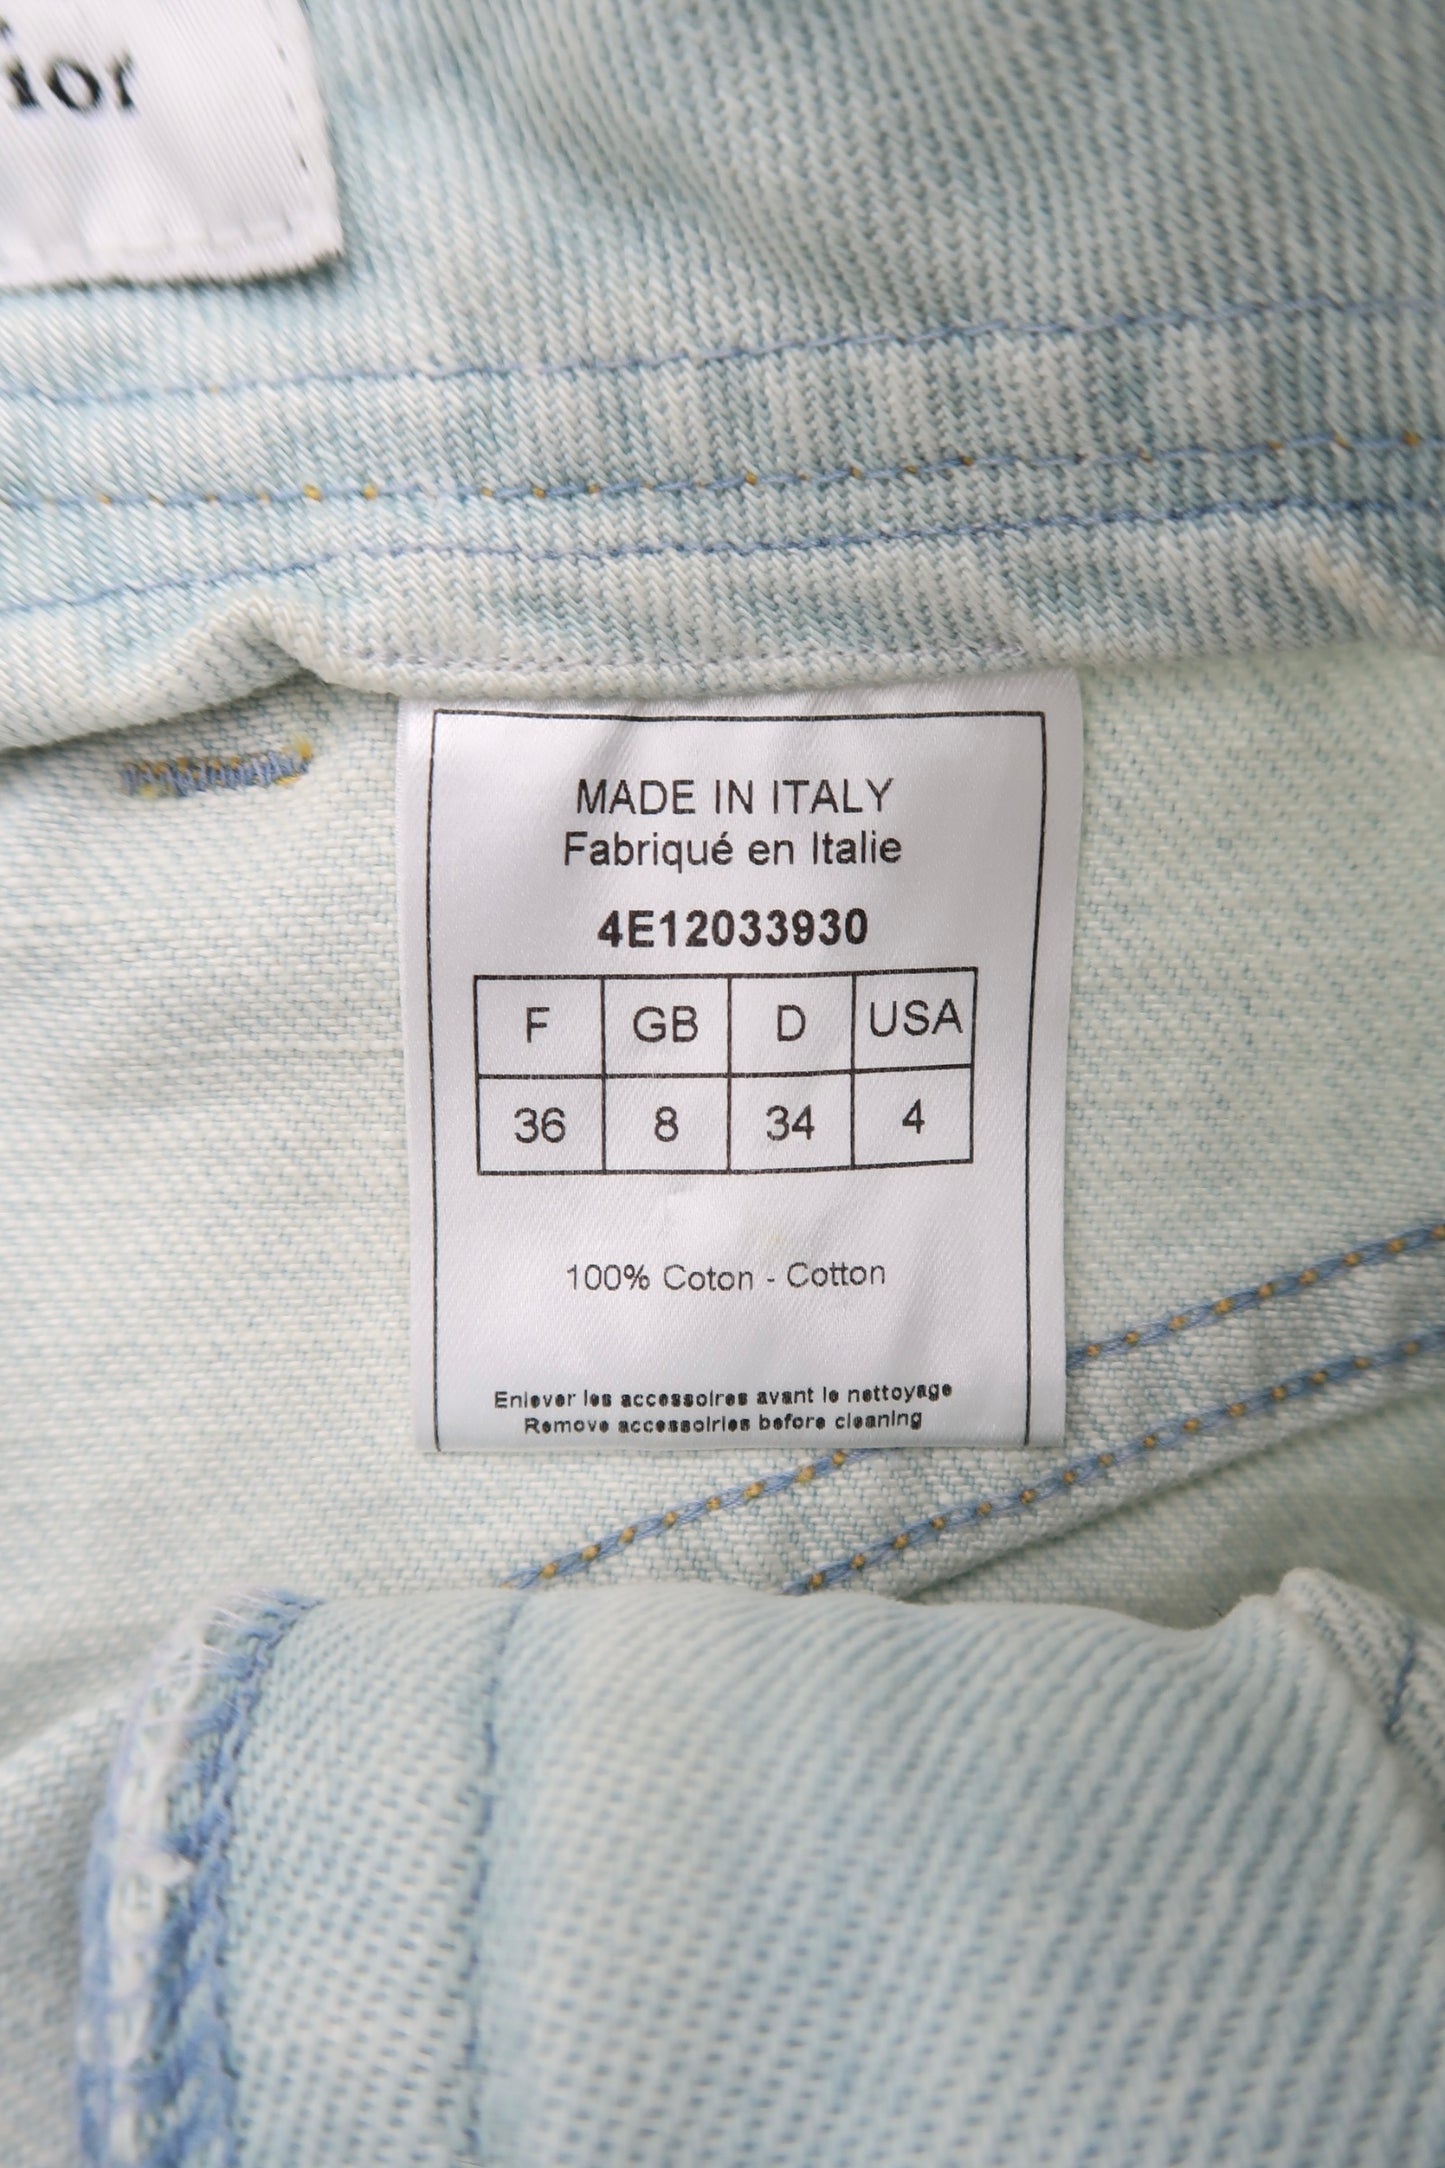 ior
MADE IN ITALY
Fabriqué en Italie
4E12033930
F GB D USA
36 8 34 4
100% Coton - Cotton
Enlever les accessoires avant le nettoyage
Remove accessoiries before cleaning